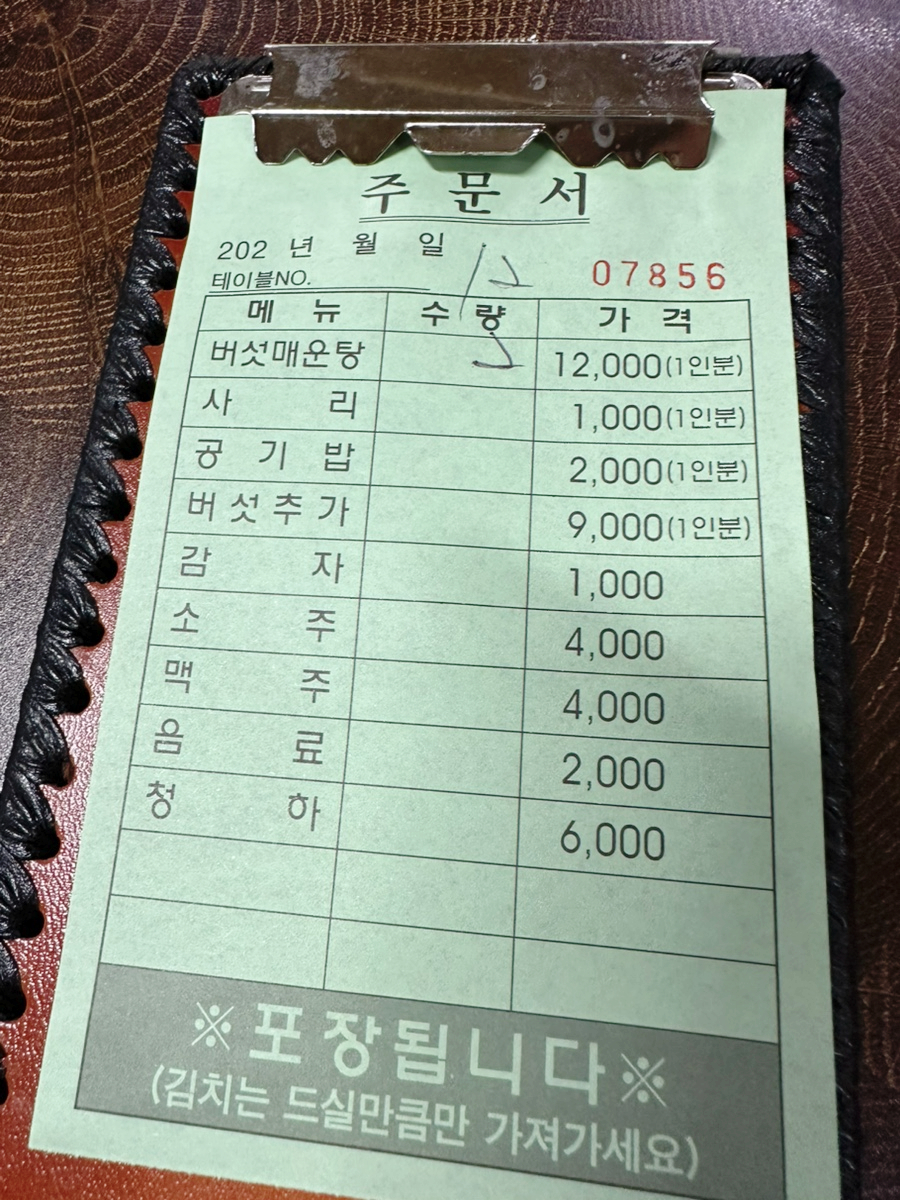 주 문 서
202 년 월 일
테이블NO. 12 07856
메 뉴 수 량 가 격
버섯매운탕 2 12,000(1인분)
사 리 1,000(1인분)
공 기 밥 2,000(1인분)
버 섯 추 가 9,000(1인분)
감 자 1,000
소 주 4,000
맥 주 4,000
음 료 2,000
청 하 6,000
※포장됩니다※
(김치는 드실만큼만 가져가세요)